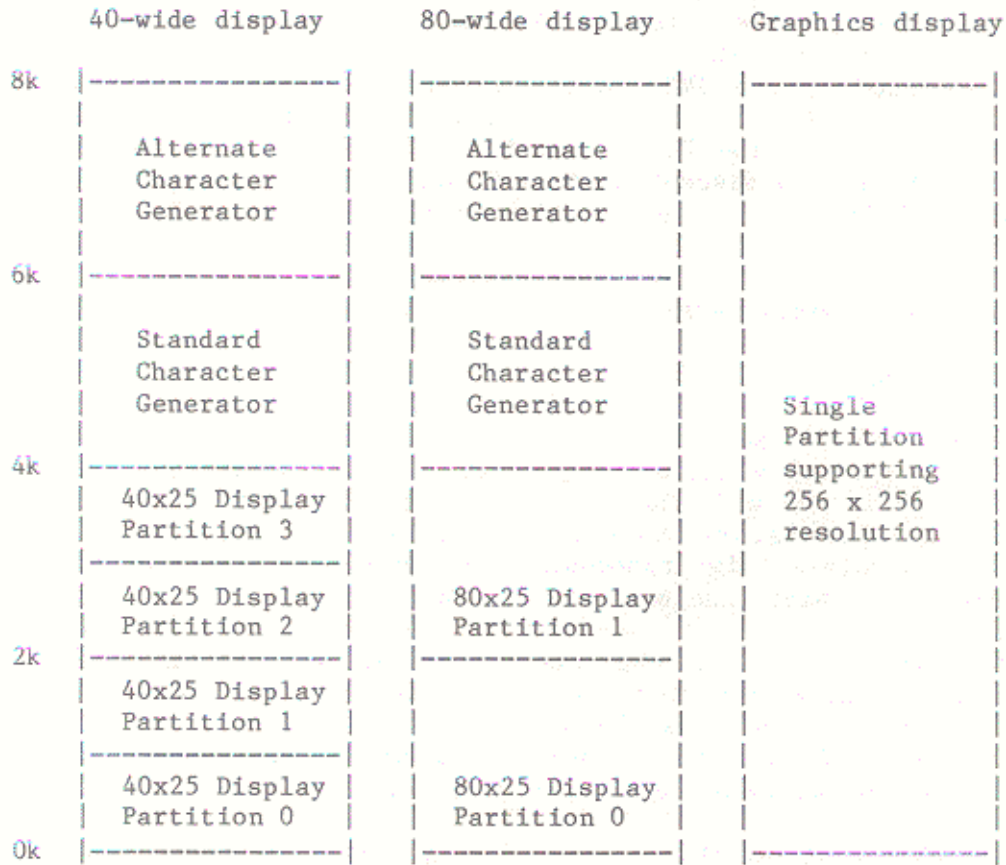 40-wide display 80-wide display Graphics display
8k
Alternate Alternate
Character Character
Generator Generator
6k
Standard Standard
Character Character
Generator Generator Single
Partition
4k supporting
40x25 Display 256 x 256
Partition 3 resolution
40x25 Display 80x25 Display
Partition 2 Partition 1
2k
40x25 Display
Partition 1
40x25 Display 80x25 Display
Partition 0 Partition 0
0k